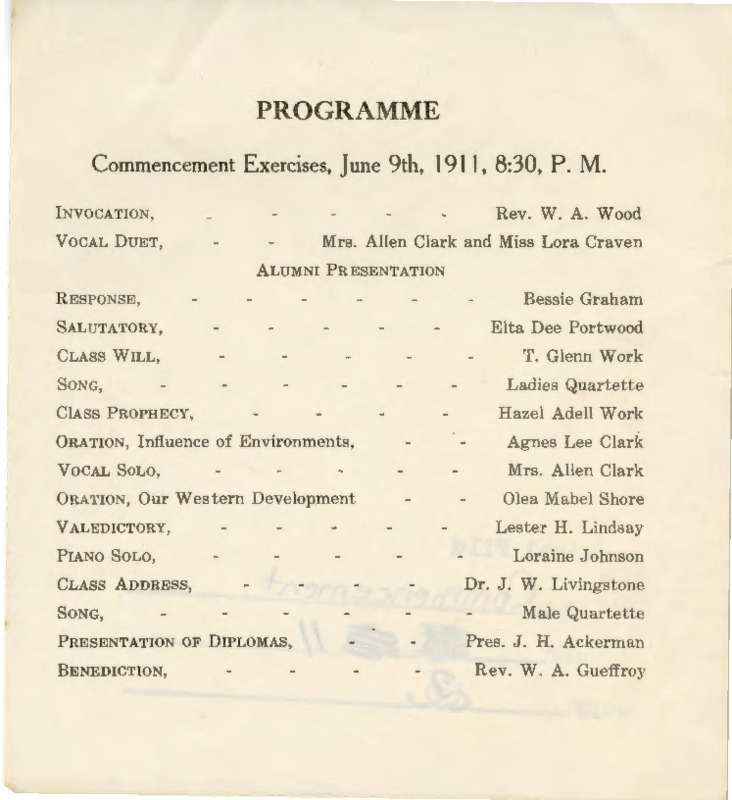 PROGRAMME
Commencement Exercises, June 9th, 1911, 8:30, P. M.
INVOCATION, - - - - - Rev. W. A. Wood
VOCAL DUET, - - Mrs. Allen Clark and Miss Lora Craven
ALUMNI PRESENTATION
RESPONSE, - - - - - - Bessie Graham
SALUTATORY, - - - - - Elta Dee Portwood
CLASS WILL, - - - - - T. Glenn Work
SONG, - - - - - - Ladies Quartette
CLASS PROPHECY, - - - - Hazel Adell Work
ORATION, Influence of Environments, - - Agnes Lee Clark
VOCAL SOLO, - - - - - Mrs. Allen Clark
ORATION, Our Western Development - - Olea Mabel Shore
VALEDICTORY, - - - - - Lester H. Lindsay
PIANO SOLO, - - - - - Loraine Johnson
CLASS ADDRESS, - - - - Dr. J. W. Livingstone
SONG, - - - - - - Male Quartette
PRESENTATION OF DIPLOMAS, - - Pres. J. H. Ackerman
BENEDICTION, - - - - Rev. W. A. Gueffroy